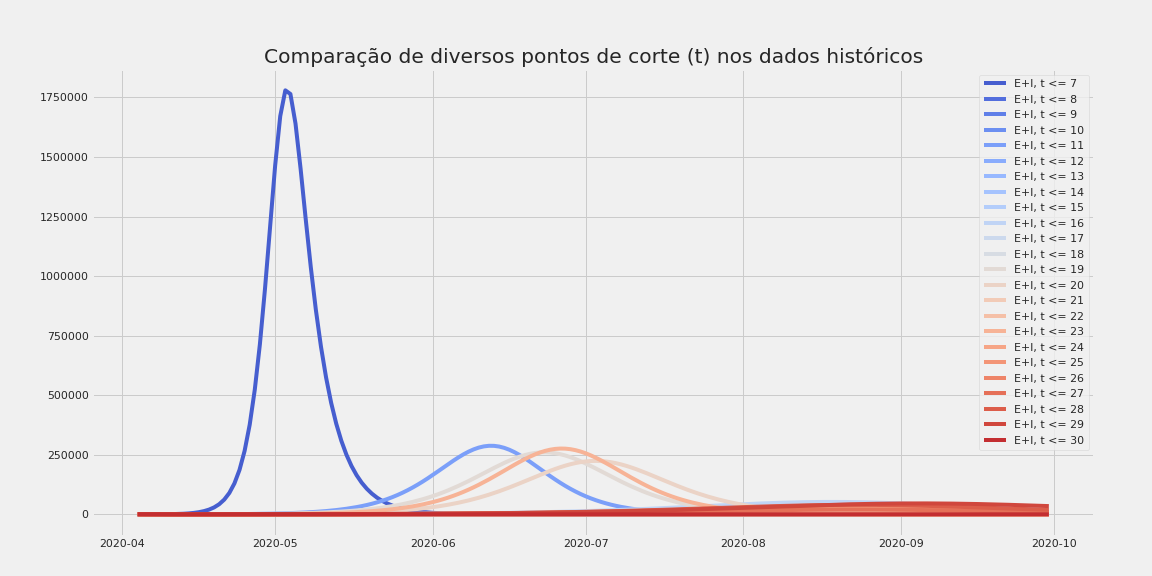 Comparação de diversos pontos de corte (t) nos dados históricos
1750000
1500000
1250000
1000000
750000
500000
250000
0
2020-04
2020-05
2020-06
2020-07
2020-08
2020-09
2020-10
E+I, t <= 7
E+I, t <= 8
E+I, t <= 9
E+I, t <= 10
E+I, t <= 11
E+I, t <= 12
E+I, t <= 13
E+I, t <= 14
E+I, t <= 15
E+I, t <= 16
E+I, t <= 17
E+I, t <= 18
E+I, t <= 19
E+I, t <= 20
E+I, t <= 21
E+I, t <= 22
E+I, t <= 23
E+I, t <= 24
E+I, t <= 25
E+I, t <= 26
E+I, t <= 27
E+I, t <= 28
E+I, t <= 29
E+I, t <= 30